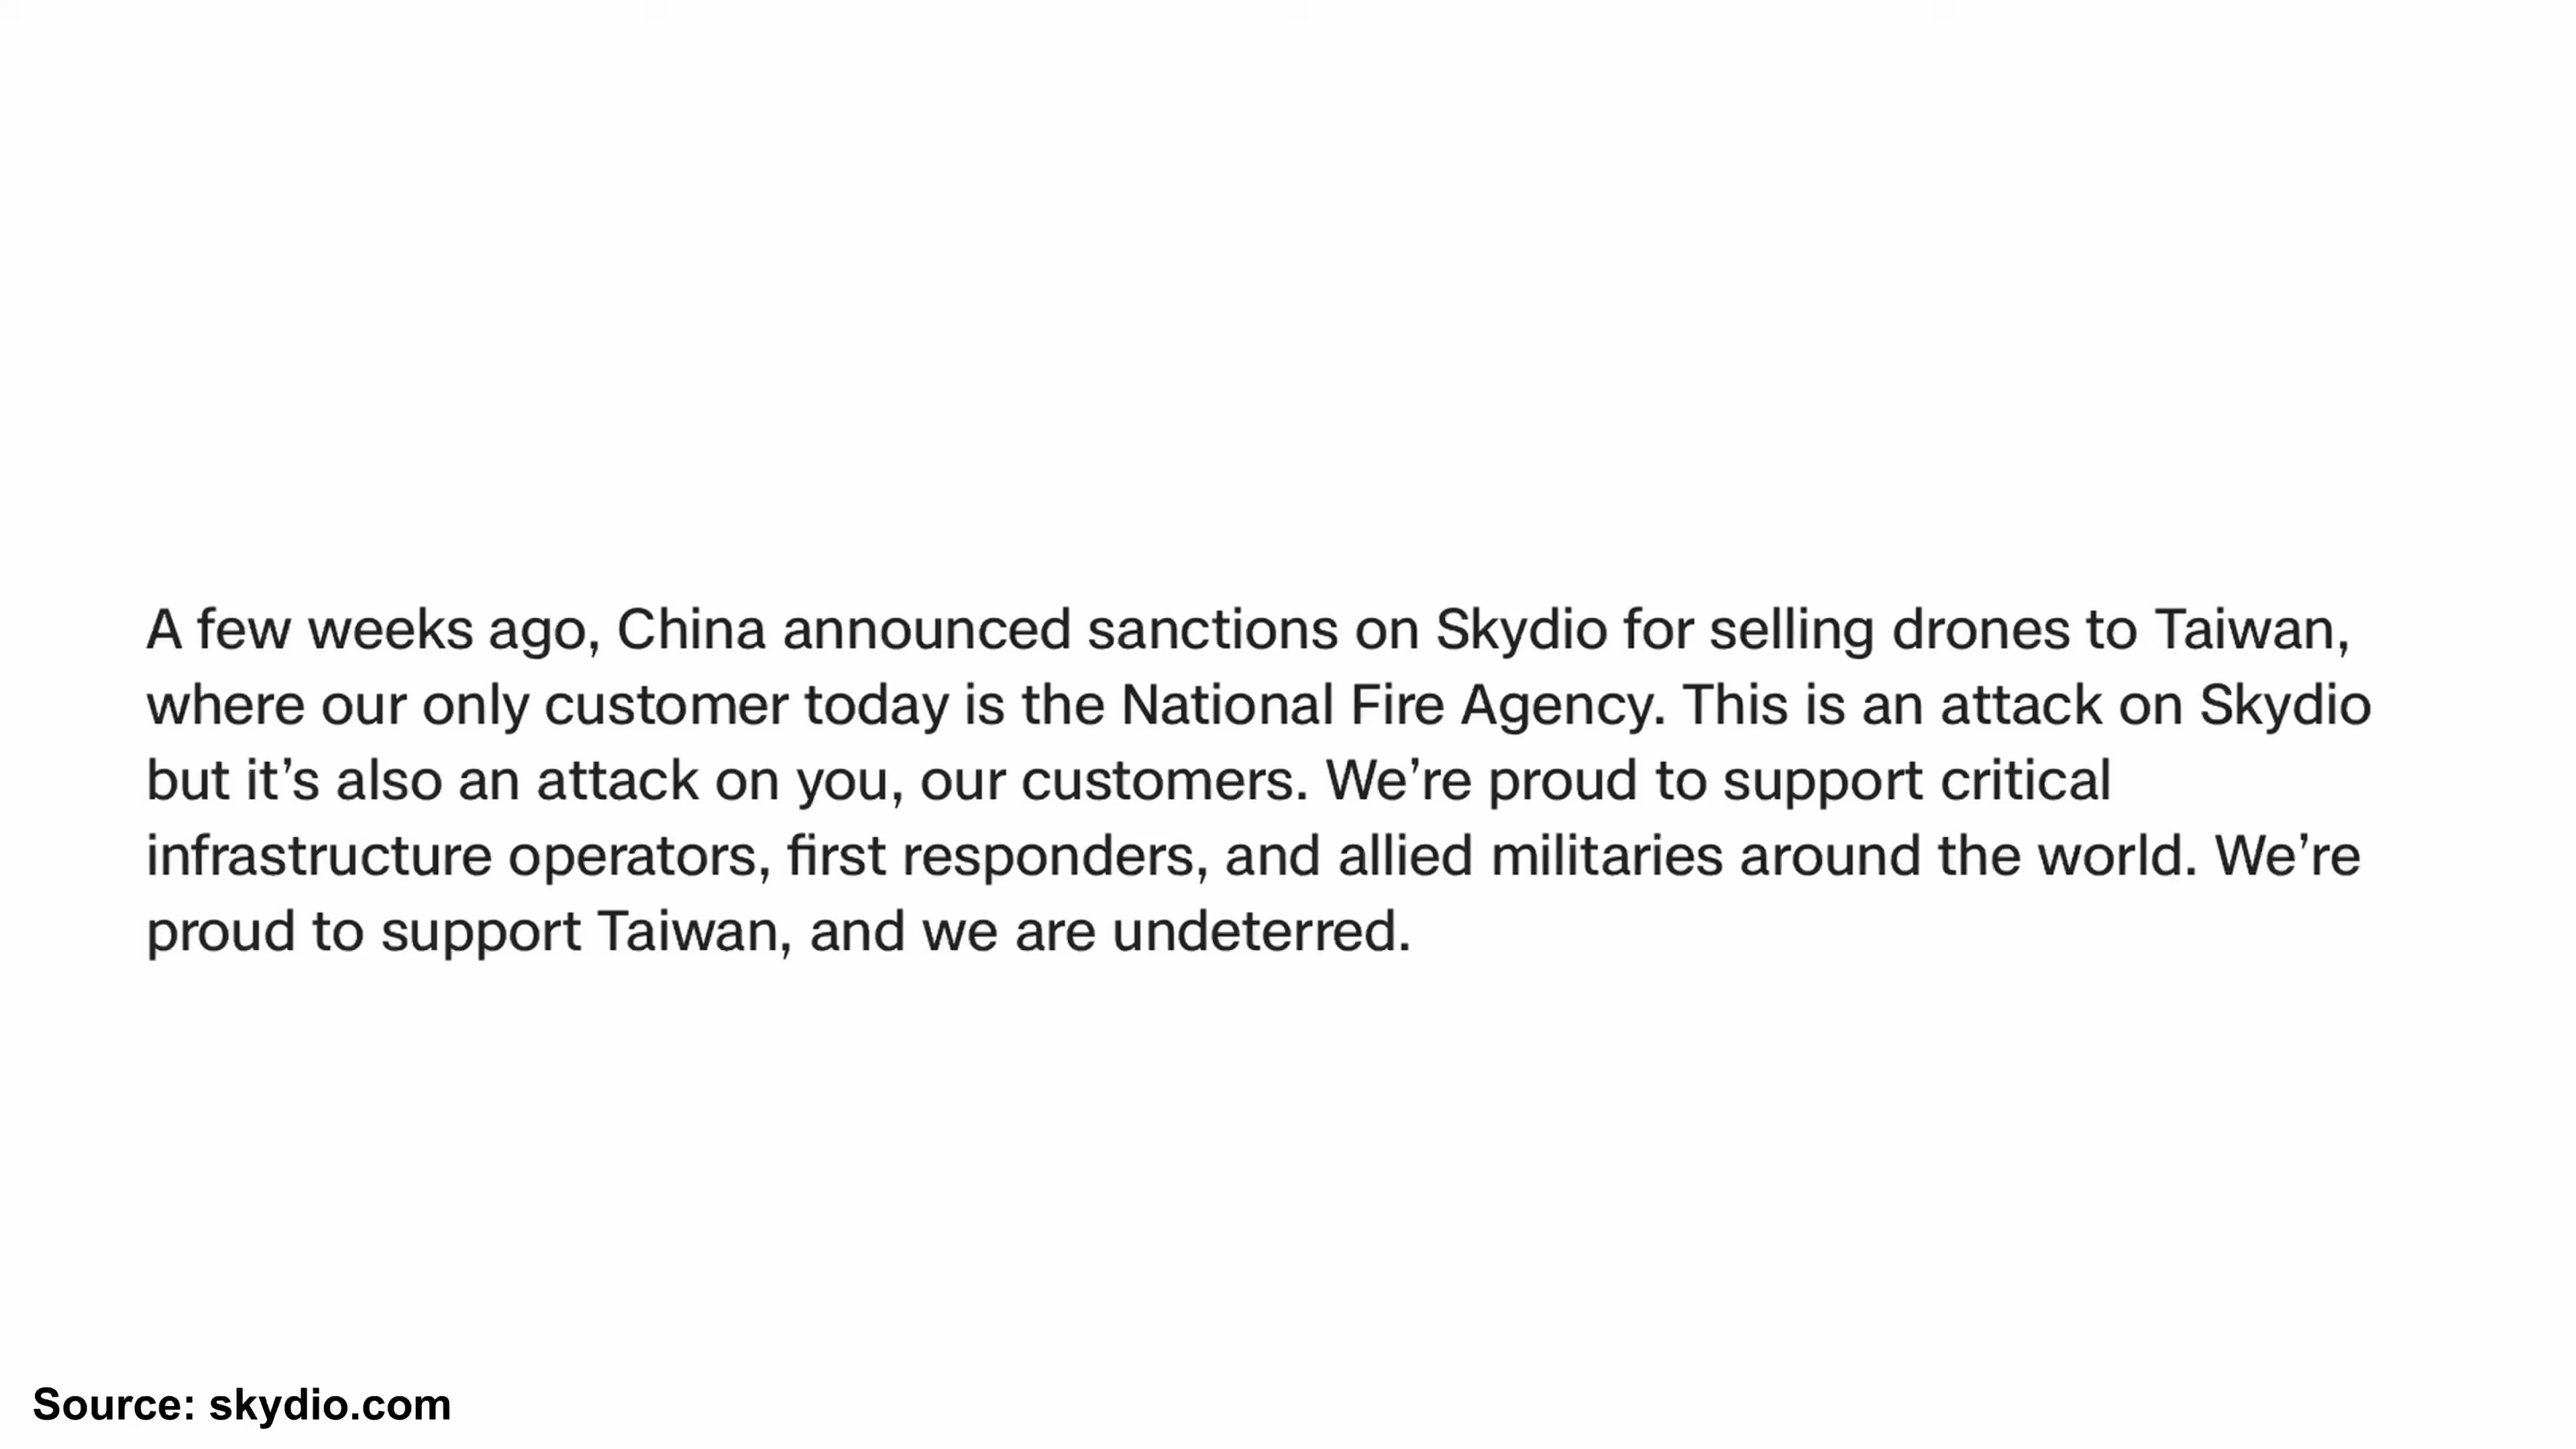 A few weeks ago, China announced sanctions on Skydio for selling drones to Taiwan,
where our only customer today is the National Fire Agency. This is an attack on Skydio
but it’s also an attack on you, our customers. We’re proud to support critical
infrastructure operators, first responders, and allied militaries around the world. We’re
proud to support Taiwan, and we are undeterred.
Source: skydio.com